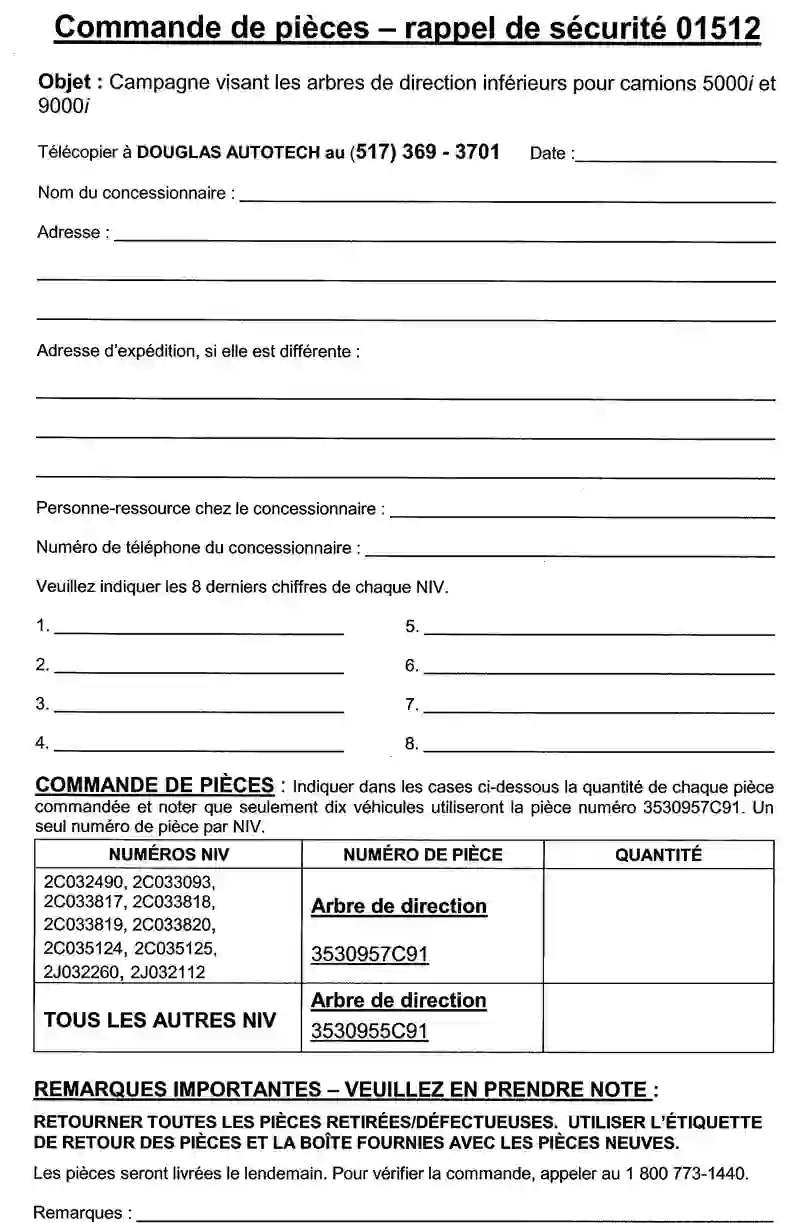 Commande de pièces – rappel de sécurité 01512
Objet : Campagne visant les arbres de direction inférieurs pour camions 5000i et
9000i
Télécopier à DOUGLAS AUTOTECH au (517) 369 - 3701 Date :
Nom du concessionnaire :
Adresse :
Adresse d'expédition, si elle est différente :
Personne-ressource chez le concessionnaire :
Numéro de téléphone du concessionnaire :
Veuillez indiquer les 8 derniers chiffres de chaque NIV.
1. 5.
2. 6.
3. 7.
4. 8.
COMMANDE DE PIÈCES : Indiquer dans les cases ci-dessous la quantité de chaque pièce
commandée et noter que seulement dix véhicules utiliseront la pièce numéro 3530957C91. Un
seul numéro de pièce par NIV.
NUMÉROS NIV NUMÉRO DE PIÈCE QUANTITÉ
2C032490, 2C033093,
2C033817, 2C033818,
2C033819, 2C033820,
2C035124, 2C035125,
2J032260, 2J032112
Arbre de direction
3530957C91
TOUS LES AUTRES NIV
Arbre de direction
3530955C91
REMARQUES IMPORTANTES – VEUILLEZ EN PRENDRE NOTE :
RETOURNER TOUTES LES PIÈCES RETIRÉES/DÉFECTUEUSES. UTILISER L'ÉTIQUETTE
DE RETOUR DES PIÈCES ET LA BOÎTE FOURNIES AVEC LES PIÈCES NEUVES.
Les pièces seront livrées le lendemain. Pour vérifier la commande, appeler au 1 800 773-1440.
Remarques :